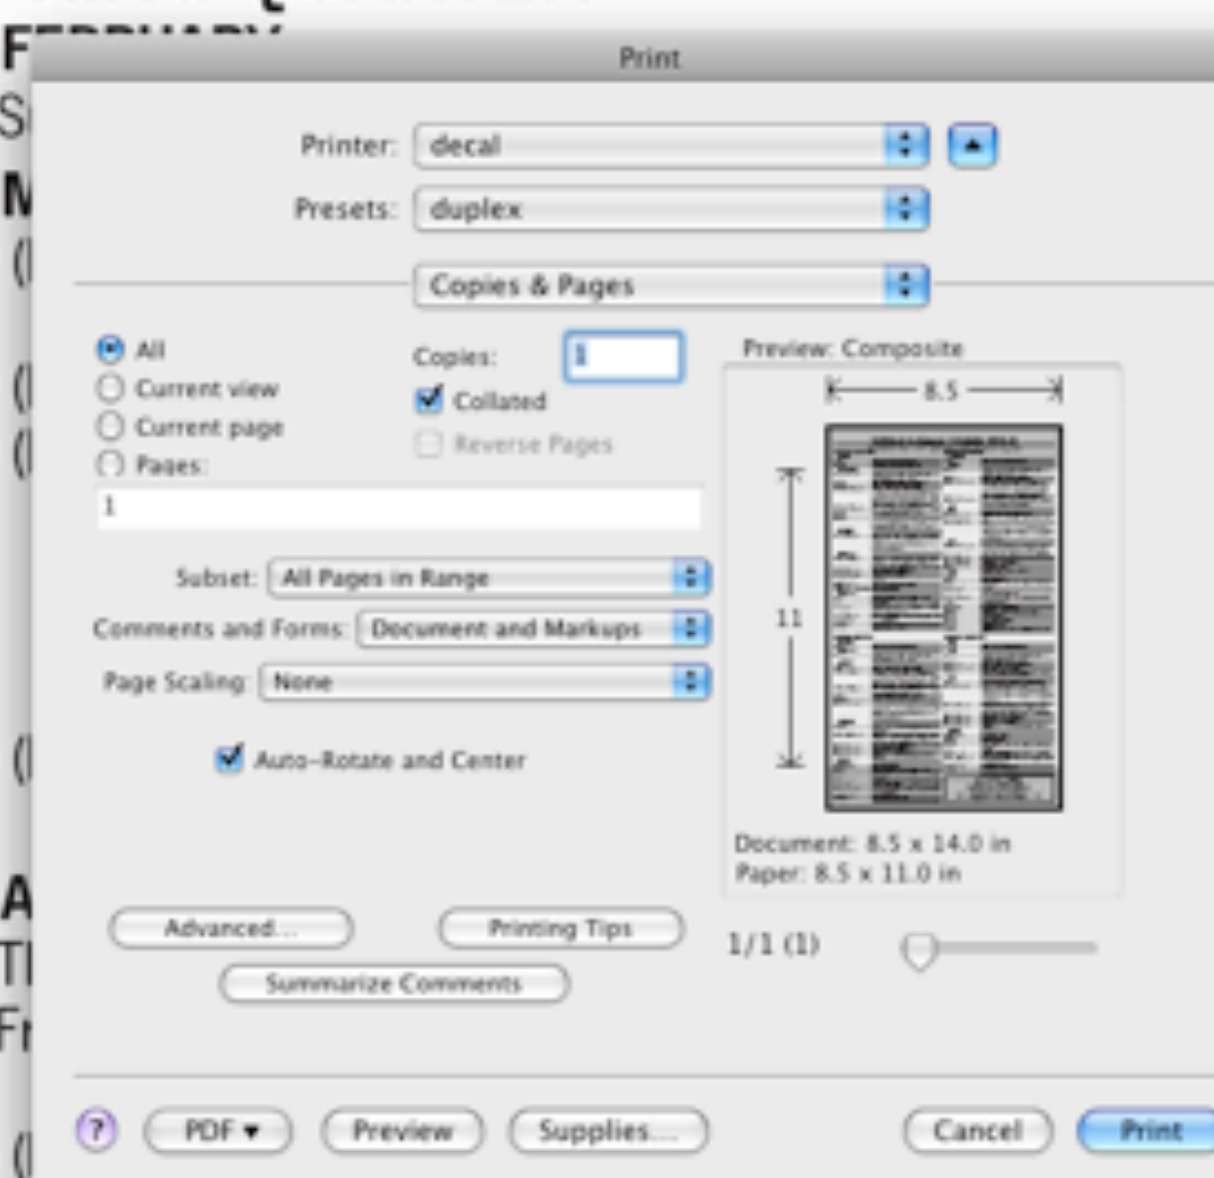 FEBRUARY
Print
Printer: decal
Presets: duplex
Copies & Pages
All
Current view
Current page
Pages:
1
Copies: 1
Collated
Reverse Pages
Subset: All Pages in Range
Comments and Forms: Document and Markups
Page Scaling: None
Auto-Rotate and Center
Advanced...
Printing Tips
Summarize Comments
Preview: Composite
8.5
11
Document: 8.5 x 14.0 in
Paper: 8.5 x 11.0 in
1/1 (1)
? PDF Preview Supplies.... Cancel Print